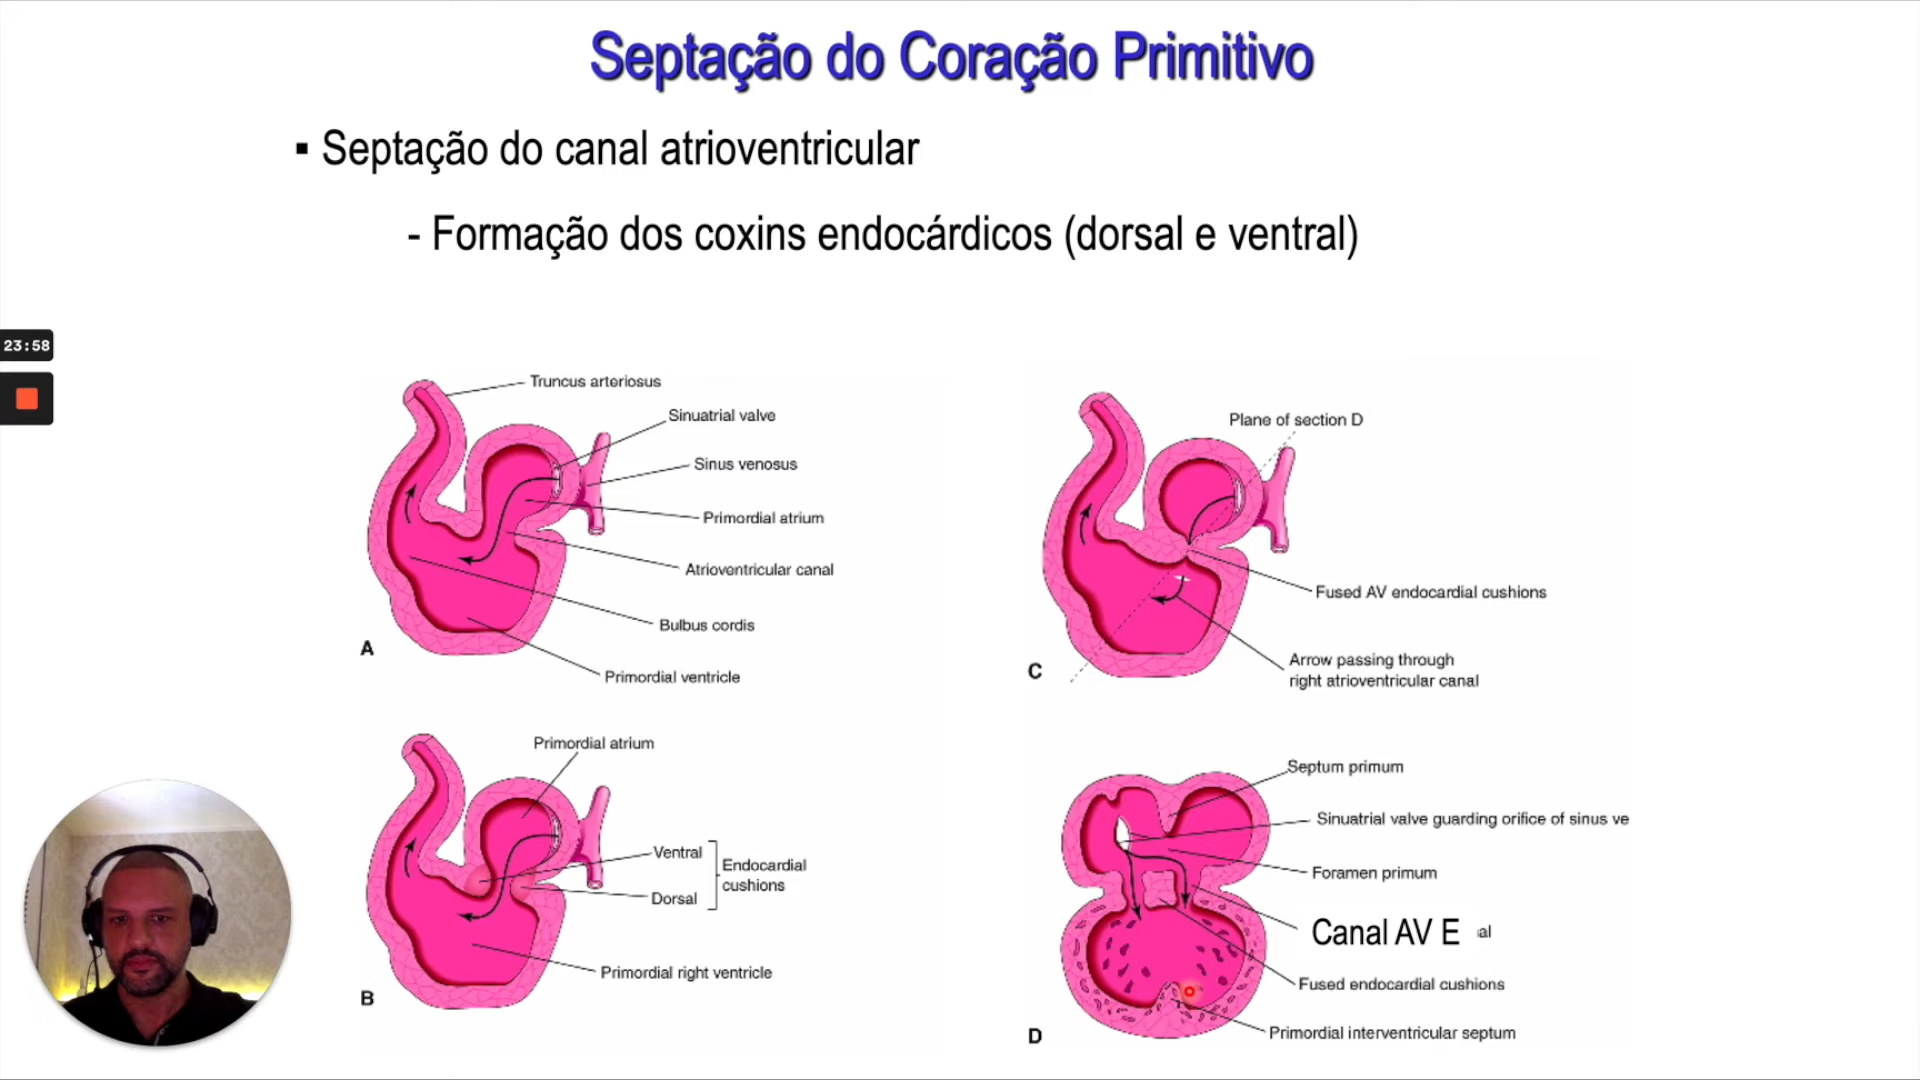 Septação do Coração Primitivo
▪ Septação do canal atrioventricular
- Formação dos coxins endocárdicos (dorsal e ventral)
23:58
Truncus arteriosus
Sinuatrial valve
Sinus venosus
Primordial atrium
Atrioventricular canal
Bulbus cordis
A
Primordial ventricle
Plane of section D
Fused AV endocardial cushions
Arrow passing through
right atrioventricular canal
C
Primordial atrium
Ventral
Endocardial
cushions
Dorsal
Primordial right ventricle
B
Septum primum
Sinuatrial valve guarding orifice of sinus ve
Foramen primum
Canal AV E al
Fused endocardial cushions
Primordial interventricular septum
D